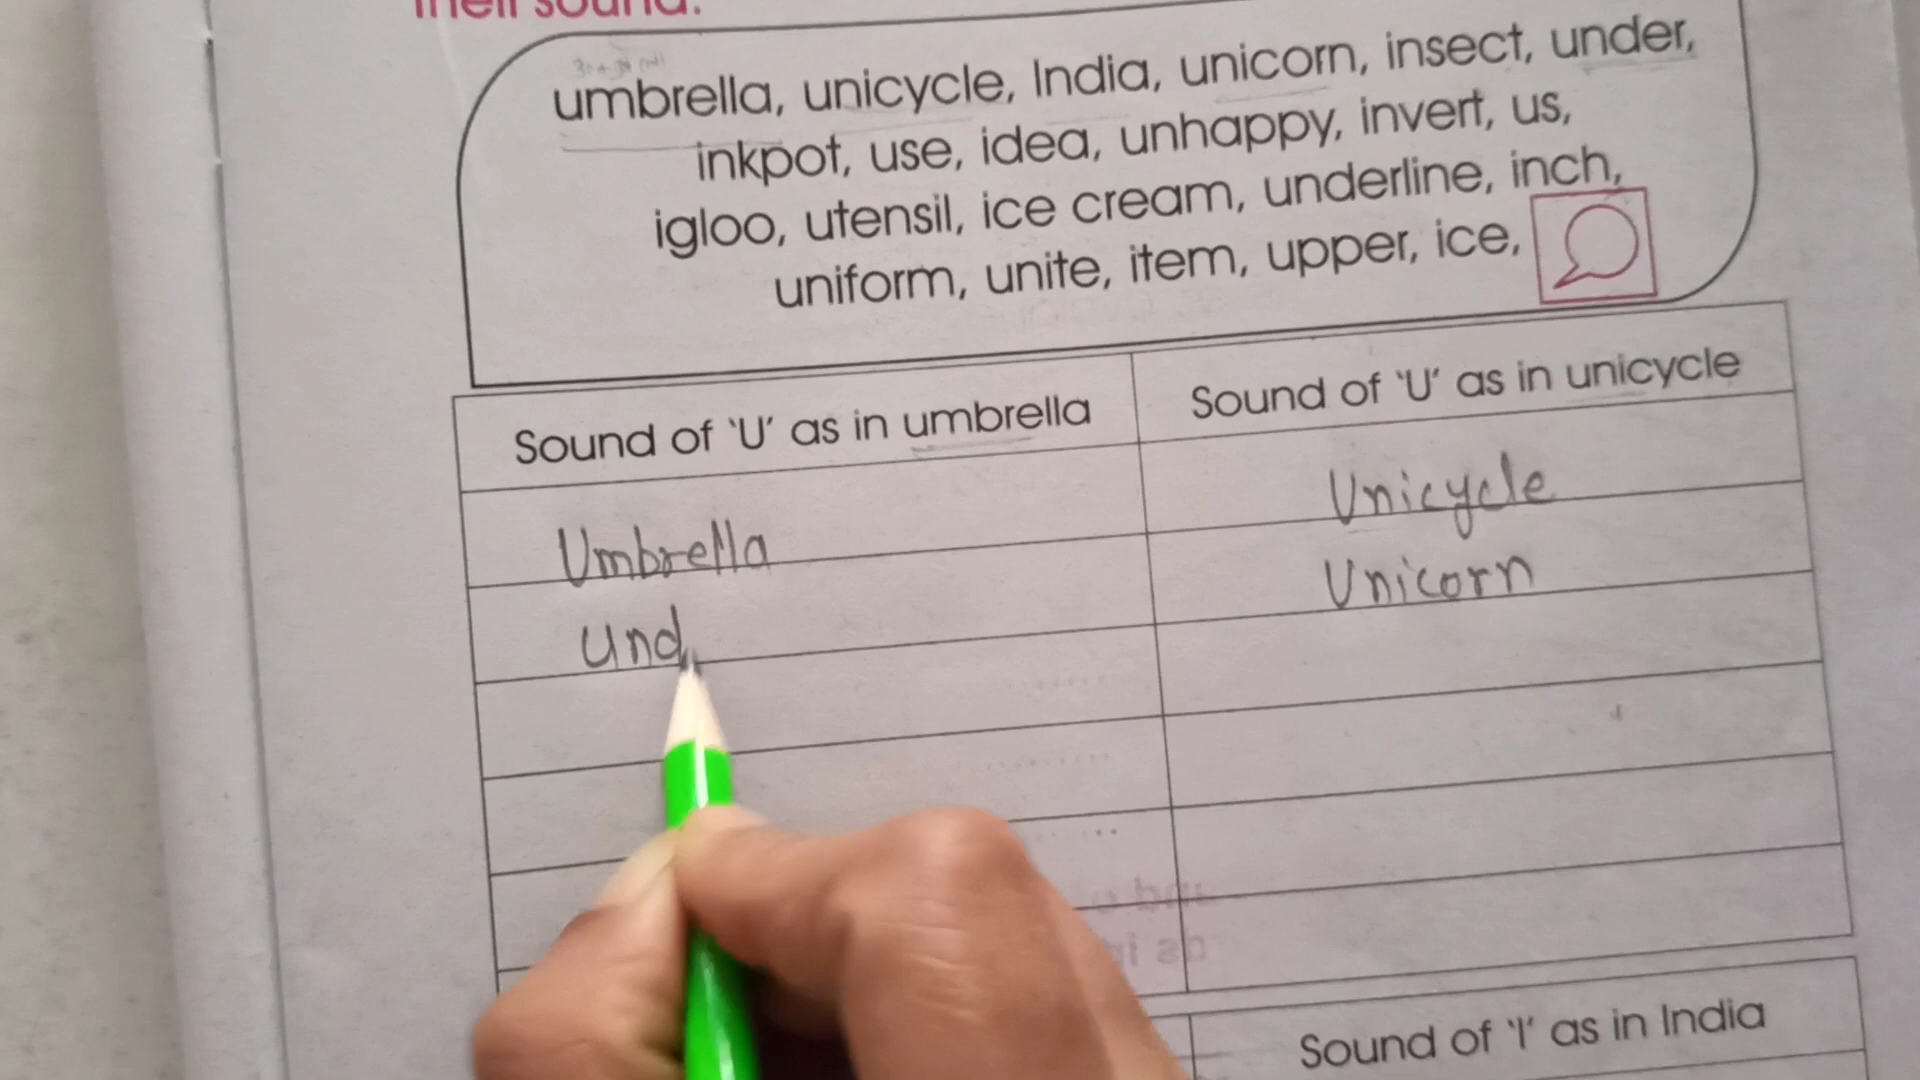 their sound.
umbrella, unicycle, India, unicorn, insect, under,
inkpot, use, idea, unhappy, invert, us,
igloo, utensil, ice cream, underline, inch,
uniform, unite, item, upper, ice,
Sound of ‘U’ as in umbrella
Sound of ‘U’ as in unicycle
Umbrella
Unicycle
Und
Unicorn
Sound of ‘I’ as in India